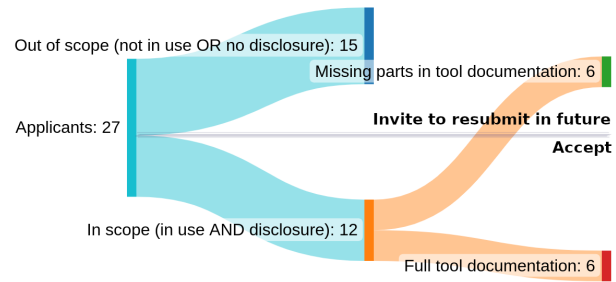 Out of scope (not in use OR no disclosure): 15
Missing parts in tool documentation: 6
Invite to resubmit in future
Applicants: 27
Accept
In scope (in use AND disclosure): 12
Full tool documentation: 6